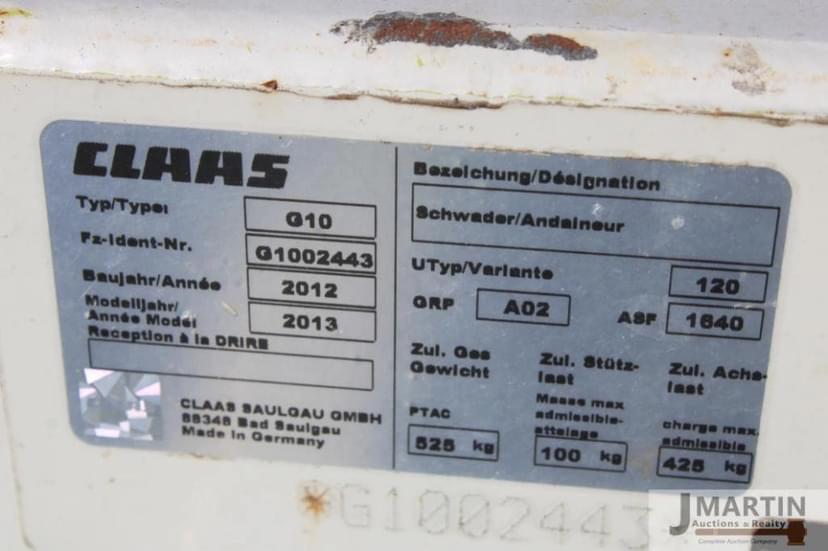 CLAAS
Typ/Type: G10
Fz-Ident-Nr. G1002443
Baujahr/Année 2012
Modelljahr/
Année Model 2013
Reception à la DRIRE
CLAAS SAULGAU GMBH
88348 Bad Saulgau
Made in Germany
Bezeichung/Désignation
Schwader/Andaineur
UTyp/Variante 120
GRP A02 ASF 1640
Zul. Ges Gewicht
PTAC
525 kg
Zul. Stütz-
last
Masse max
admissible-
attelage
100 kg
Zul. Achs-
last
charge max.
admissible
425 kg
*G1002443
J MARTIN
Auctions & Realty
Complete Auction Company